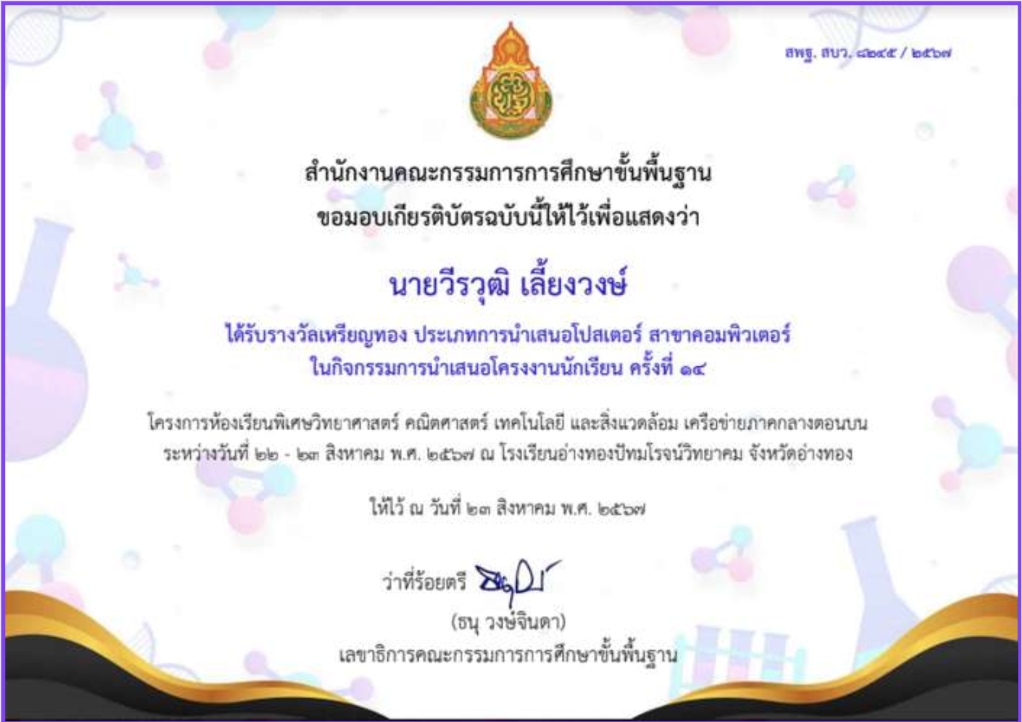 สพฐ. สบว. ๘๒๔๕ / ๒๕๖๗
สำนักงานคณะกรรมการการศึกษาขั้นพื้นฐาน
ขอมอบเกียรติบัตรฉบับนี้ให้ไว้เพื่อแสดงว่า
นายวีรวุฒิ เลี้ยงวงษ์
ได้รับรางวัลเหรียญทอง ประเภทการนำเสนอโปสเตอร์ สาขาคอมพิวเตอร์
ในกิจกรรมการนำเสนอโครงงานนักเรียน ครั้งที่ ๑๔
โครงการห้องเรียนพิเศษวิทยาศาสตร์ คณิตศาสตร์ เทคโนโลยี และสิ่งแวดล้อม เครือข่ายภาคกลางตอนบน
ระหว่างวันที่ ๒๒ - ๒๓ สิงหาคม พ.ศ. ๒๕๖๗ ณ โรงเรียนอ่างทองปัทมโรจน์วิทยาคม จังหวัดอ่างทอง
ให้ไว้ ณ วันที่ ๒๓ สิงหาคม พ.ศ. ๒๕๖๗
ว่าที่ร้อยตรี
(ธนุ วงษ์จินดา)
เลขาธิการคณะกรรมการการศึกษาขั้นพื้นฐาน